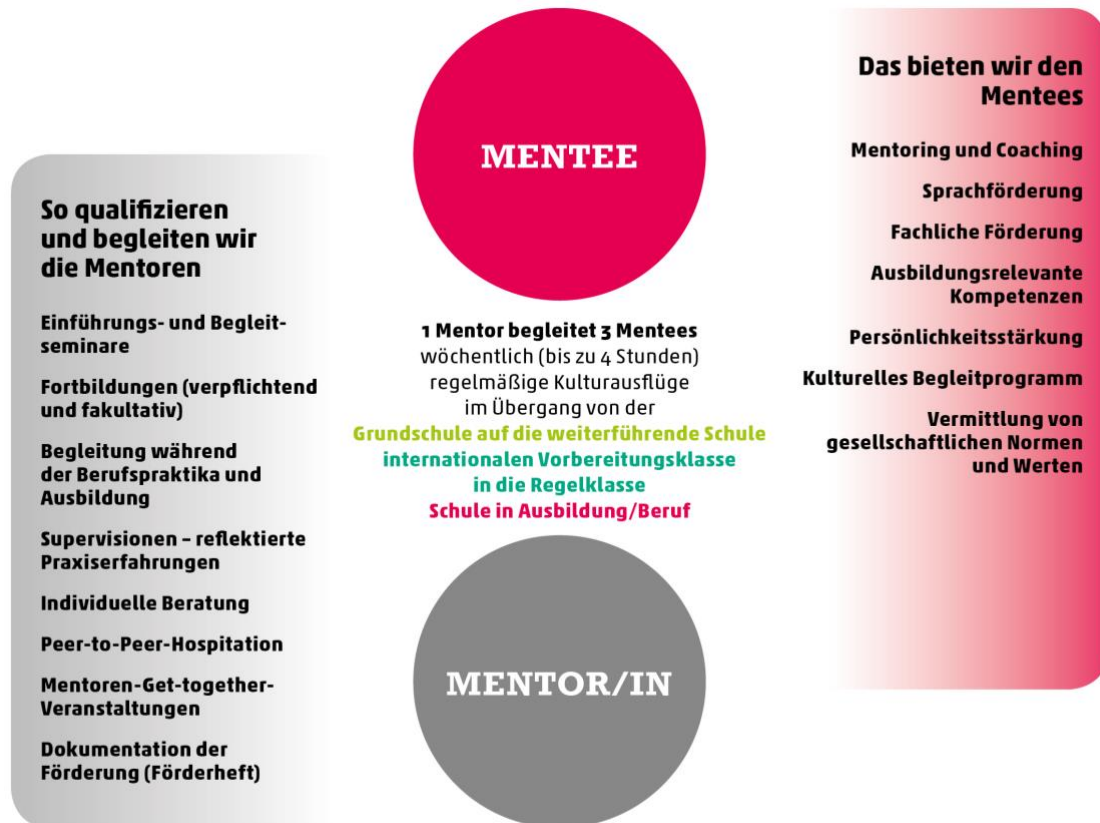 So qualifizieren
und begleiten wir
die Mentoren
Einführungs- und Begleit-
seminare
Fortbildungen (verpflichtend
und fakultativ)
Begleitung während
der Berufspraktika und
Ausbildung
Supervisionen – reflektierte
Praxiserfahrungen
Individuelle Beratung
Peer-to-Peer-Hospitation
Mentoren-Get-together-
Veranstaltungen
Dokumentation der
Förderung (Förderheft)
MENTEE
1 Mentor begleitet 3 Mentees
wöchentlich (bis zu 4 Stunden)
regelmäßige Kulturausflüge
im Übergang von der
Grundschule auf die weiterführende Schule
internationalen Vorbereitungsklasse
in die Regelklasse
Schule in Ausbildung/Beruf
MENTOR/IN
Das bieten wir den
Mentees
Mentoring und Coaching
Sprachförderung
Fachliche Förderung
Ausbildungsrelevante
Kompetenzen
Persönlichkeitsstärkung
Kulturelles Begleitprogramm
Vermittlung von
gesellschaftlichen Normen
und Werten